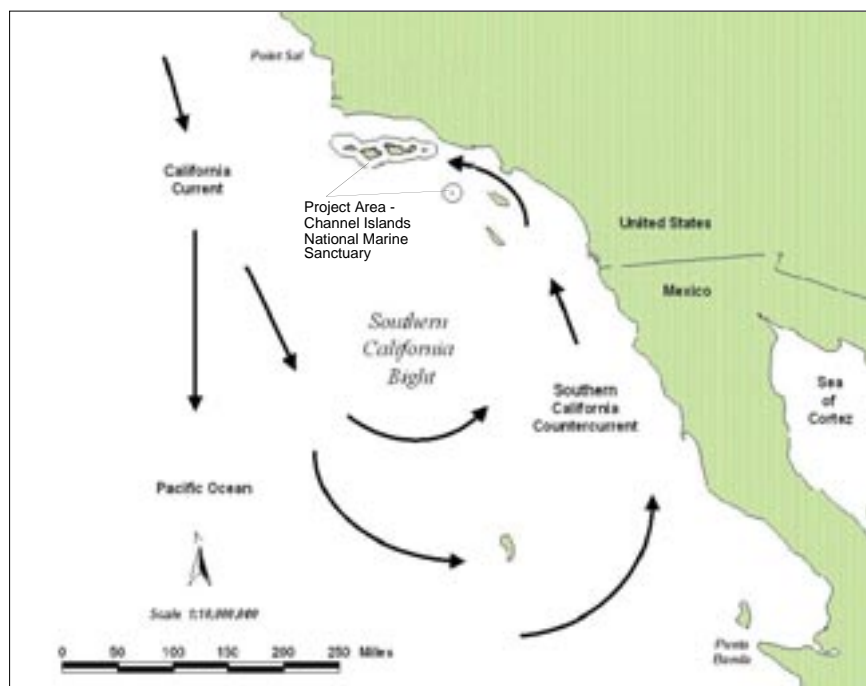 Point Sal
California
Current
Project Area -
Channel Islands
National Marine
Sanctuary
United States
Mexico
Southern
California
Bight
Southern
California
Countercurrent
Sea
of
Cortez
Pacific Ocean
N
Scale 1:10,000,000
0 50 100 150 200 250 Miles
Punta
Banda